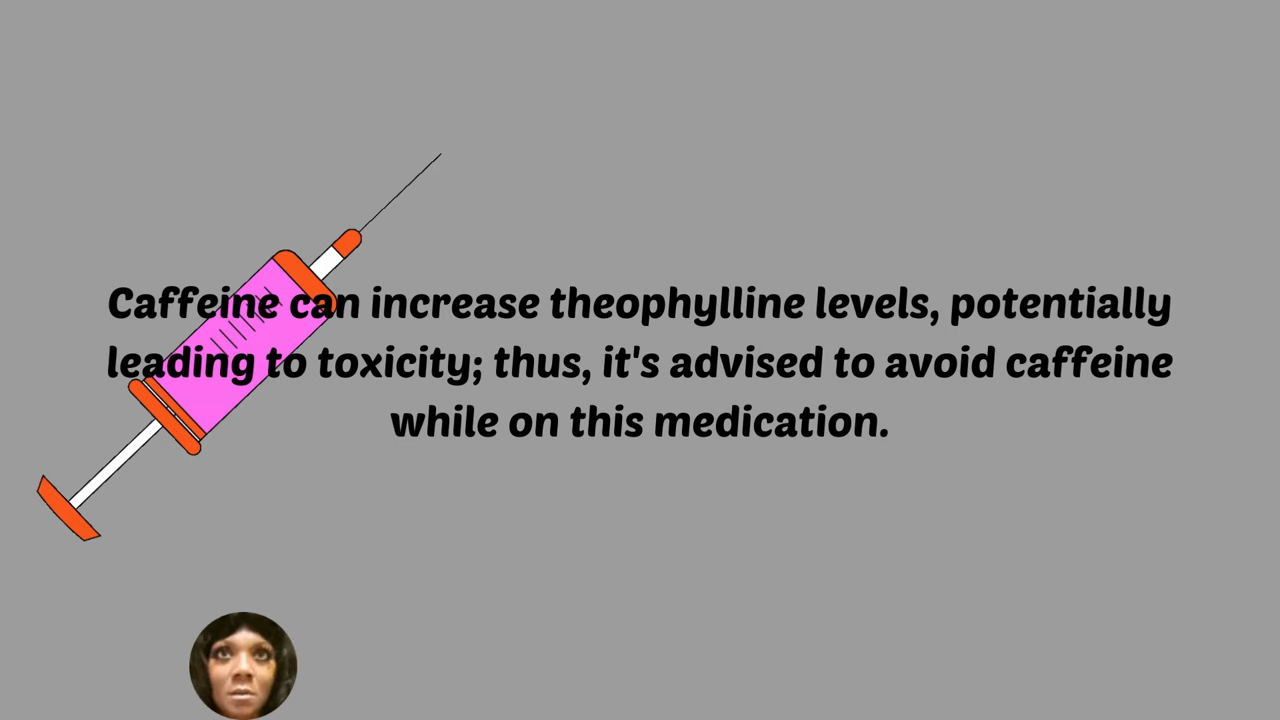 Caffeine can increase theophylline levels, potentially
leading to toxicity; thus, it's advised to avoid caffeine
while on this medication.